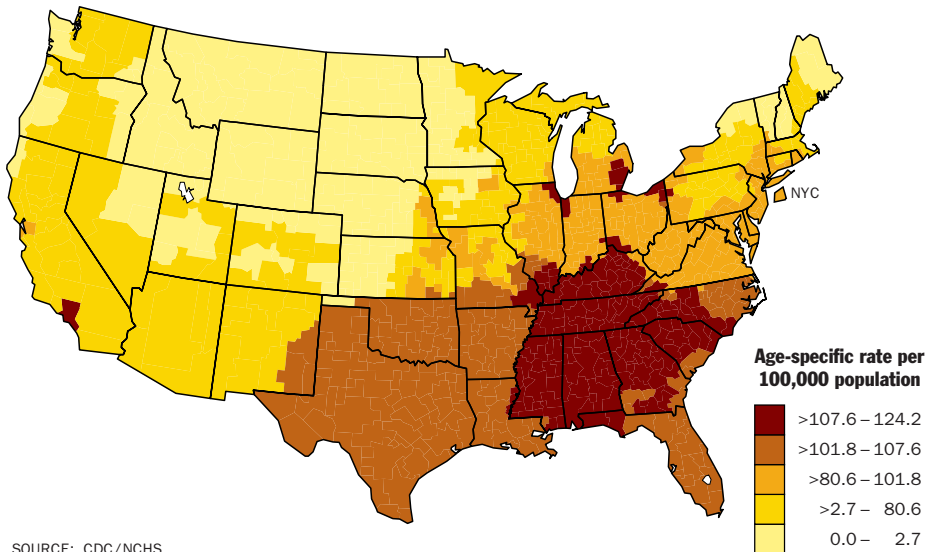 NYC
Age-specific rate per
100,000 population
>107.6 – 124.2
>101.8 – 107.6
>80.6 – 101.8
>2.7 – 80.6
0.0 – 2.7
SOURCE: CDC/NCHS